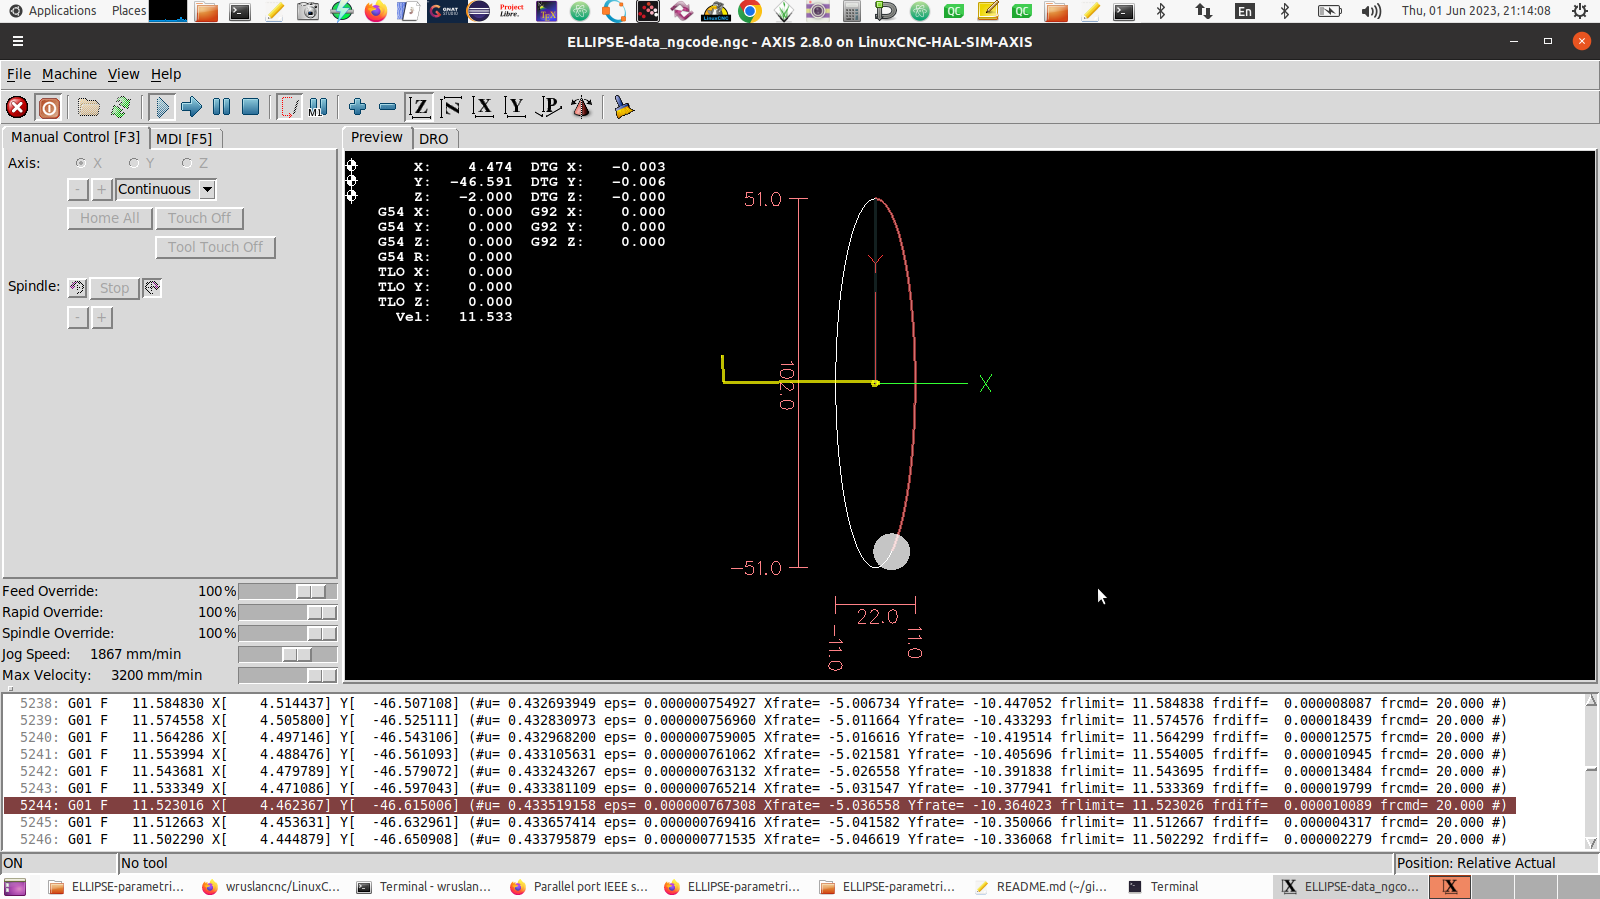 Applications Places Thu, 01 Jun 2023, 21:14:08 En
ELLIPSE-data_ngcode.ngc - AXIS 2.8.0 on LinuxCNC-HAL-SIM-AXIS
File Machine View Help
Manual Control [F3] MDI [F5] Preview DRO
Axis: X Y Z
- + Continuous
Home All Touch Off
Tool Touch Off
Spindle: Stop
- +
X: 4.474 DTG X: -0.003
Y: -46.591 DTG Y: -0.006
Z: -2.000 DTG Z: -0.000
G54 X: 0.000 G92 X: 0.000
G54 Y: 0.000 G92 Y: 0.000
G54 Z: 0.000 G92 Z: 0.000
G54 R: 0.000
TLO X: 0.000
TLO Y: 0.000
TLO Z: 0.000
Vel: 11.533
51.0
Y
102.0
X
-51.0
22.0
-11.0
11.0
Feed Override: 100%
Rapid Override: 100%
Spindle Override: 100%
Jog Speed: 1867 mm/min
Max Velocity: 3200 mm/min
5238: G01 F 11.584830 X[ 4.514437] Y[ -46.507108] (#u= 0.432693949 eps= 0.000000754927 Xfrate= -5.006734 Yfrate= -10.447052 frlimit= 11.584838 frdiff= 0.000008087 frcmd= 20.000 #)
5239: G01 F 11.574558 X[ 4.505800] Y[ -46.525111] (#u= 0.432830973 eps= 0.000000756960 Xfrate= -5.011664 Yfrate= -10.433293 frlimit= 11.574576 frdiff= 0.000018439 frcmd= 20.000 #)
5240: G01 F 11.564286 X[ 4.497146] Y[ -46.543106] (#u= 0.432968200 eps= 0.000000759005 Xfrate= -5.016616 Yfrate= -10.419514 frlimit= 11.564299 frdiff= 0.000012575 frcmd= 20.000 #)
5241: G01 F 11.553994 X[ 4.488476] Y[ -46.561093] (#u= 0.433105631 eps= 0.000000761062 Xfrate= -5.021581 Yfrate= -10.405696 frlimit= 11.554005 frdiff= 0.000010945 frcmd= 20.000 #)
5242: G01 F 11.543681 X[ 4.479789] Y[ -46.579072] (#u= 0.433243267 eps= 0.000000763132 Xfrate= -5.026558 Yfrate= -10.391838 frlimit= 11.543695 frdiff= 0.000013484 frcmd= 20.000 #)
5243: G01 F 11.533349 X[ 4.471086] Y[ -46.597043] (#u= 0.433381109 eps= 0.000000765214 Xfrate= -5.031547 Yfrate= -10.377941 frlimit= 11.533369 frdiff= 0.000019799 frcmd= 20.000 #)
5244: G01 F 11.523016 X[ 4.462367] Y[ -46.615006] (#u= 0.433519158 eps= 0.000000767308 Xfrate= -5.036558 Yfrate= -10.364023 frlimit= 11.523026 frdiff= 0.000010089 frcmd= 20.000 #)
5245: G01 F 11.512663 X[ 4.453631] Y[ -46.632961] (#u= 0.433657414 eps= 0.000000769416 Xfrate= -5.041582 Yfrate= -10.350066 frlimit= 11.512667 frdiff= 0.000004317 frcmd= 20.000 #)
5246: G01 F 11.502290 X[ 4.444879] Y[ -46.650908] (#u= 0.433795879 eps= 0.000000771535 Xfrate= -5.046619 Yfrate= -10.336068 frlimit= 11.502292 frdiff= 0.000002279 frcmd= 20.000 #)
ON No tool Position: Relative Actual
ELLIPSE-parametri... wruslancnc/LinuxC... Terminal - wruslan... Parallel port IEEE s... ELLIPSE-parametri... ELLIPSE-parametri... README.md (~/gi... Terminal ELLIPSE-data_ngco...